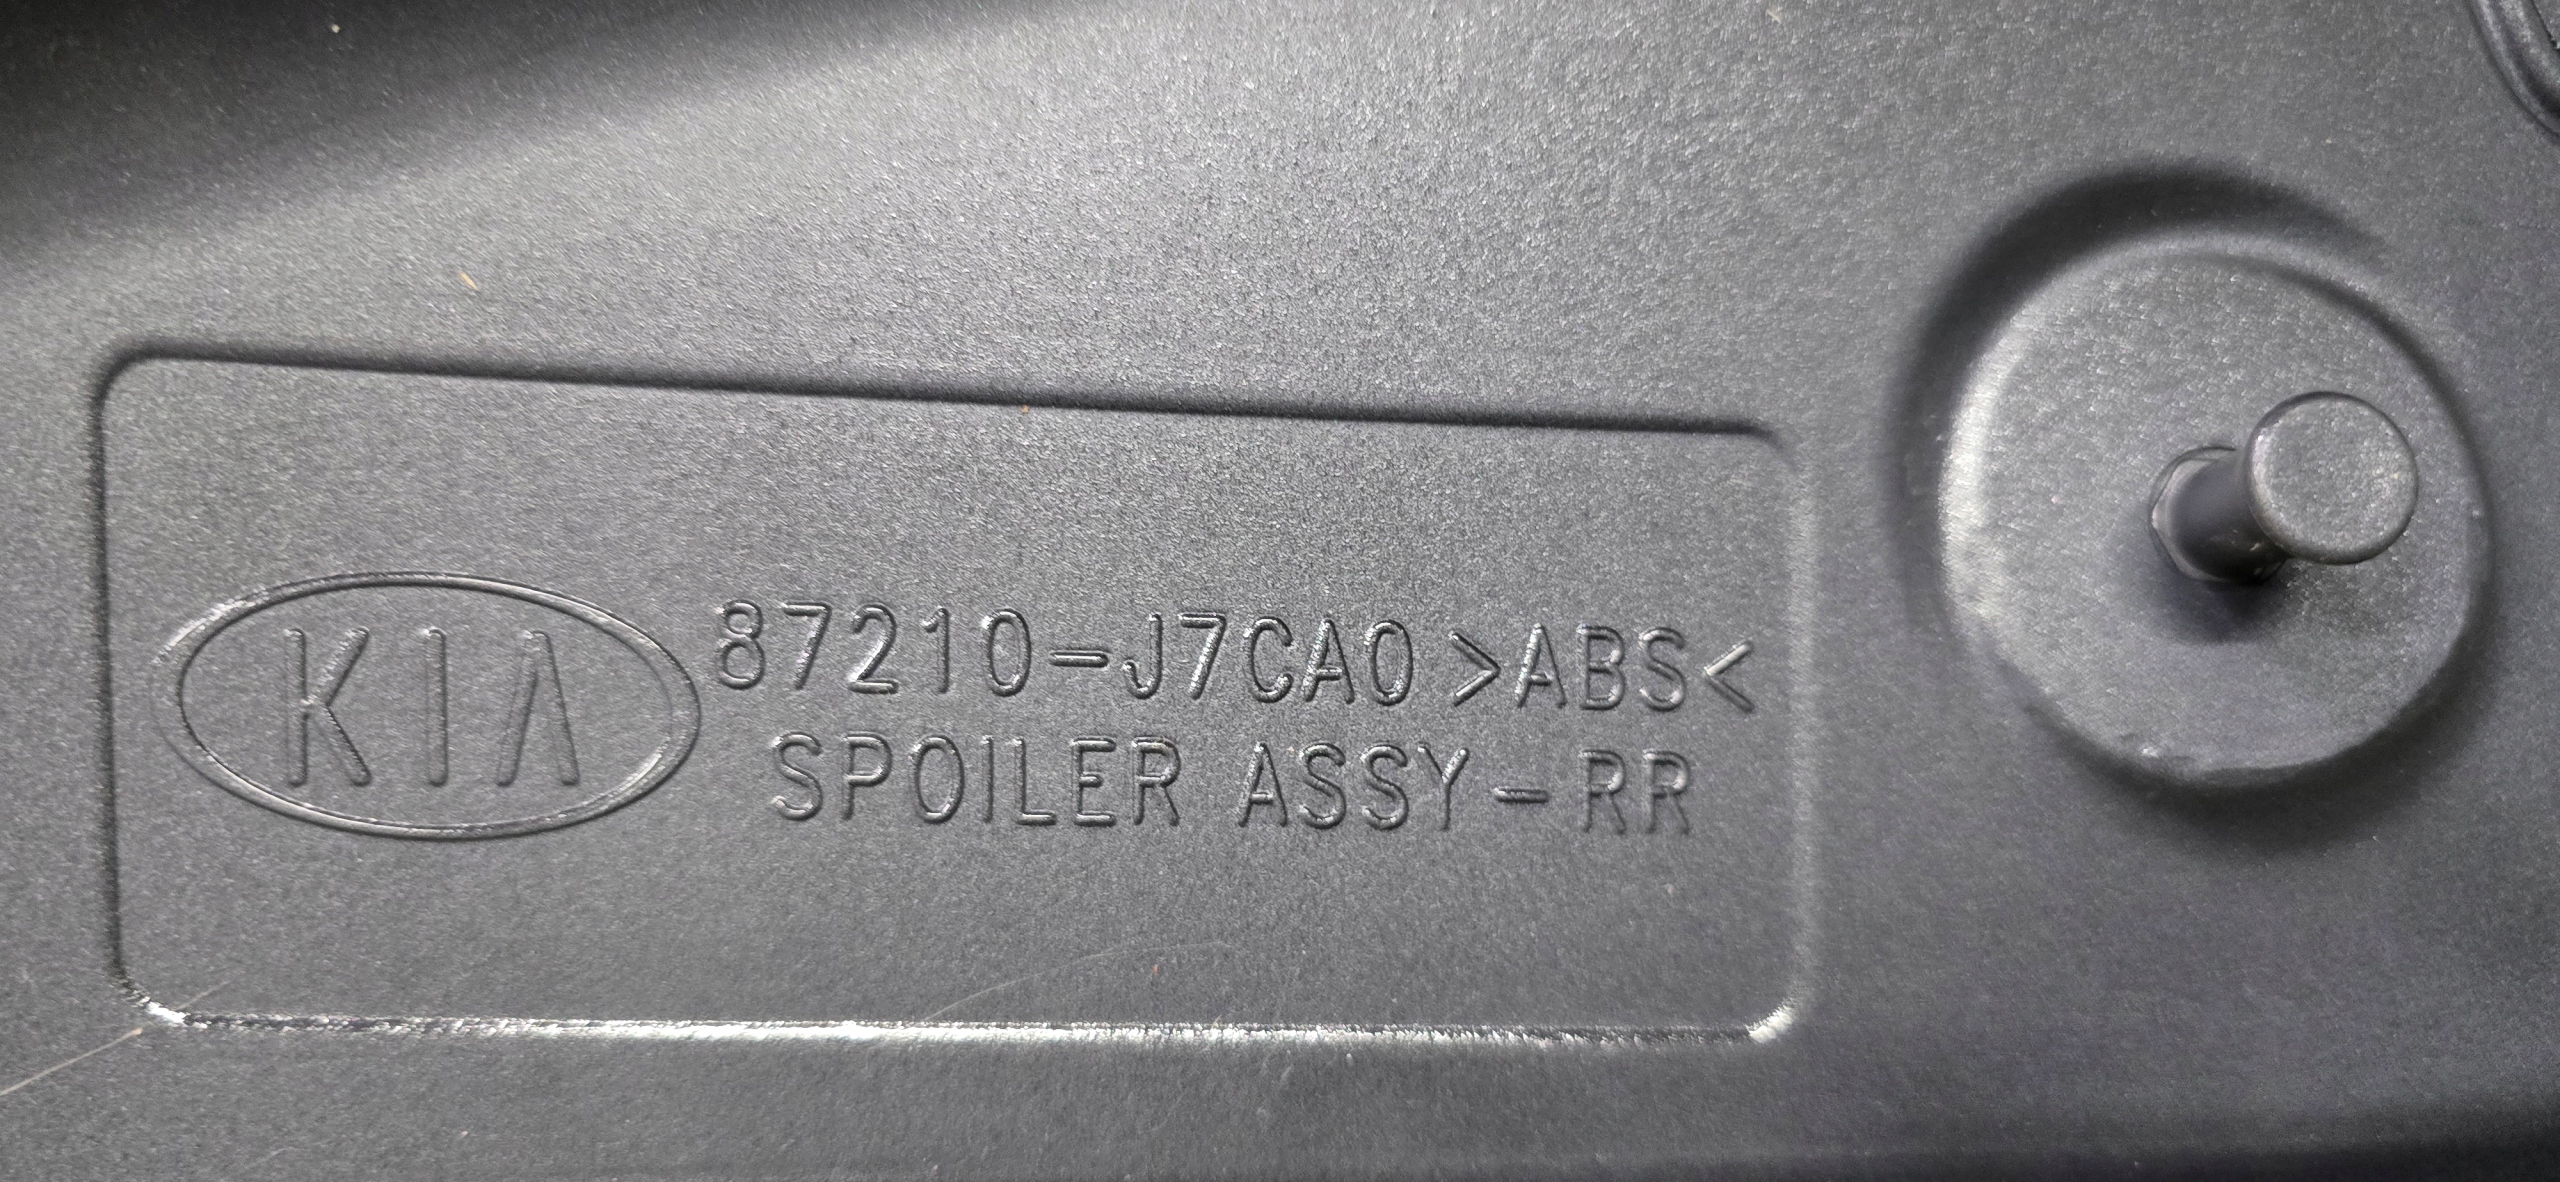 KIA
87210-J7CA0 >ABS<
SPOILER ASSY-RR